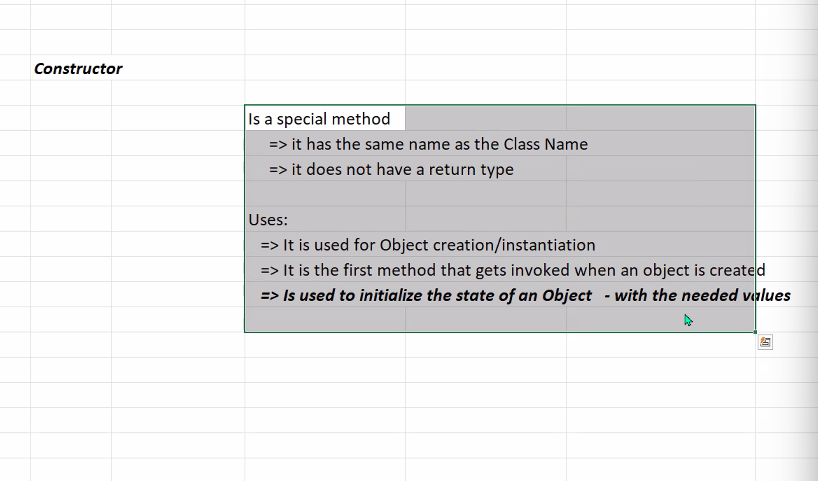 Constructor
Is a special method
=> it has the same name as the Class Name
=> it does not have a return type
Uses:
=> It is used for Object creation/instantiation
=> It is the first method that gets invoked when an object is created
=> Is used to initialize the state of an Object - with the needed values